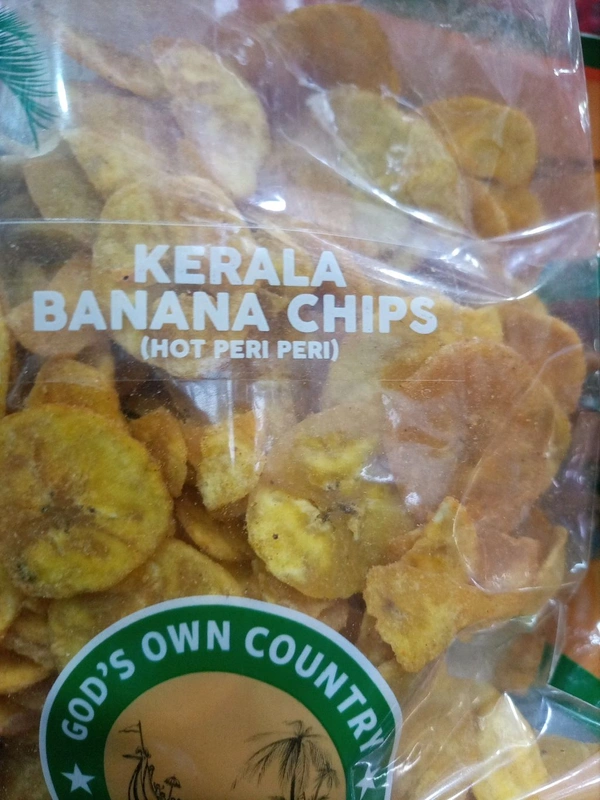 KERALA
BANANA CHIPS
(HOT PERI PERI)
GOD'S OWN COUNTRY